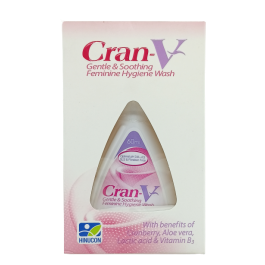 Cran-V
Gentle & Soothing
Feminine Hygiene Wash
Cran-V
Gentle & Soothing
Feminine Hygiene Wash
HINUCON
With benefits of
Cranberry, Aloe vera,
Lactic acid & Vitamin B3